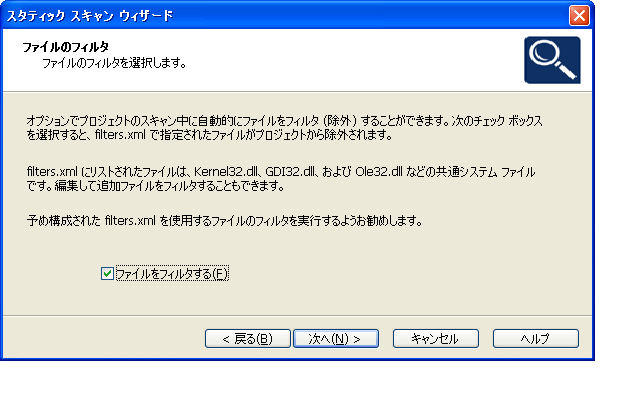 スタティック スキャン ウィザード
ファイルのフィルタ
ファイルのフィルタを選択します。
オプションでプロジェクトのスキャン中に自動的にファイルをフィルタ (除外) することができます。次のチェック ボックス
を選択すると、filters.xml で指定されたファイルがプロジェクトから除外されます。
filters.xml にリストされたファイルは、Kernel32.dll、GDI32.dll、および Ole32.dll などの共通システム ファイル
です。編集して追加ファイルをフィルタすることもできます。
予め構成された filters.xml を使用するファイルのフィルタを実行するようお勧めします。
ファイルをフィルタする(F)
< 戻る(B) 次へ(N) > キャンセル ヘルプ